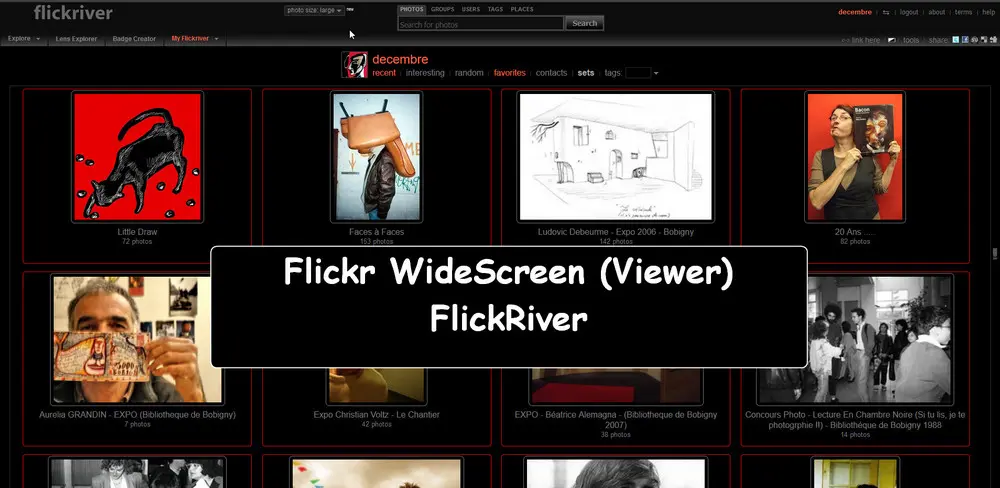 flickriver
photo size: large
new
PHOTOS GROUPS USERS TAGS PLACES
Search for photos
Search
decembre logout about terms help
Explore Lens Explorer Badge Creator My Flickriver
<< link here tools share:
decembre
recent interesting random favorites contacts sets tags:
Little Draw
72 photos
Faces à Faces
153 photos
Ludovic Debeurme - Expo 2006 - Bobigny
142 photos
Bacon
20 Ans .....
82 photos
Flickr WideScreen (Viewer)
FlickRiver
Aurelia GRANDIN - EXPO (Bibliotheque de Bobigny)
7 photos
Expo Christian Voltz - Le Chantier
42 photos
EXPO - Béatrice Alemagna - (Bibliotheque de Bobigny
2007)
38 photos
Concours Photo - Lecture En Chambre Noire (Si tu lis, je te
photogrphie !!) - Bibliothéque de Bobigny 1988
14 photos